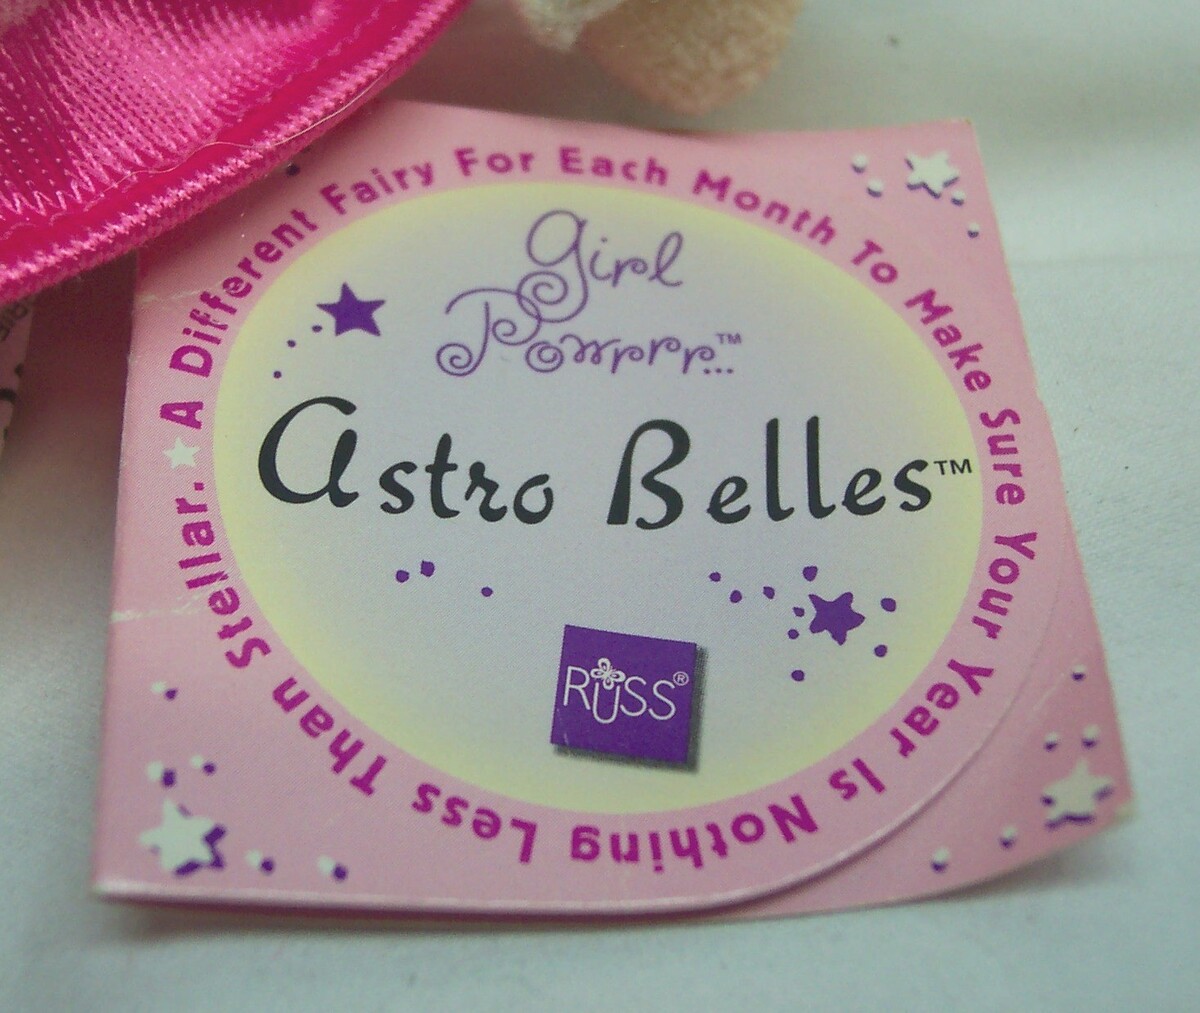 A Different Fairy For Each Month To Make Sure Your Year Is Nothing Less Than Stellar.
girl
Powrrr...™
Astro Belles™
RUSS®